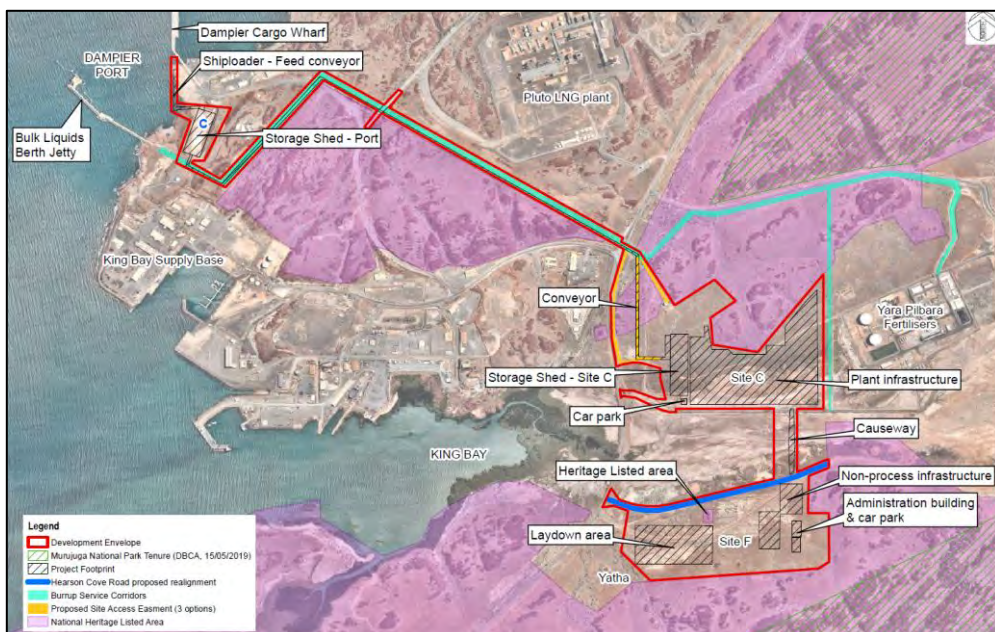 Dampier Cargo Wharf
DAMPIER
PORT
Shiploader - Feed conveyor
Pluto LNG plant
C
Bulk Liquids
Berth Jetty
Storage Shed - Port
King Bay Supply Base
Conveyor
Yara Pilbara
Fertilisers
Storage Shed - Site C
Site C
Plant infrastructure
Car park
Causeway
KING BAY
Heritage Listed area
Non-process infrastructure
Administration building
& car park
Laydown area
Site F
Yatha
Legend
Development Envelope
Murujuga National Park Tenure (DBCA, 15/05/2019)
Project Footprint
Hearson Cove Road proposed realignment
Burrup Service Corridors
Proposed Site Access Easment (3 options)
National Heritage Listed Area